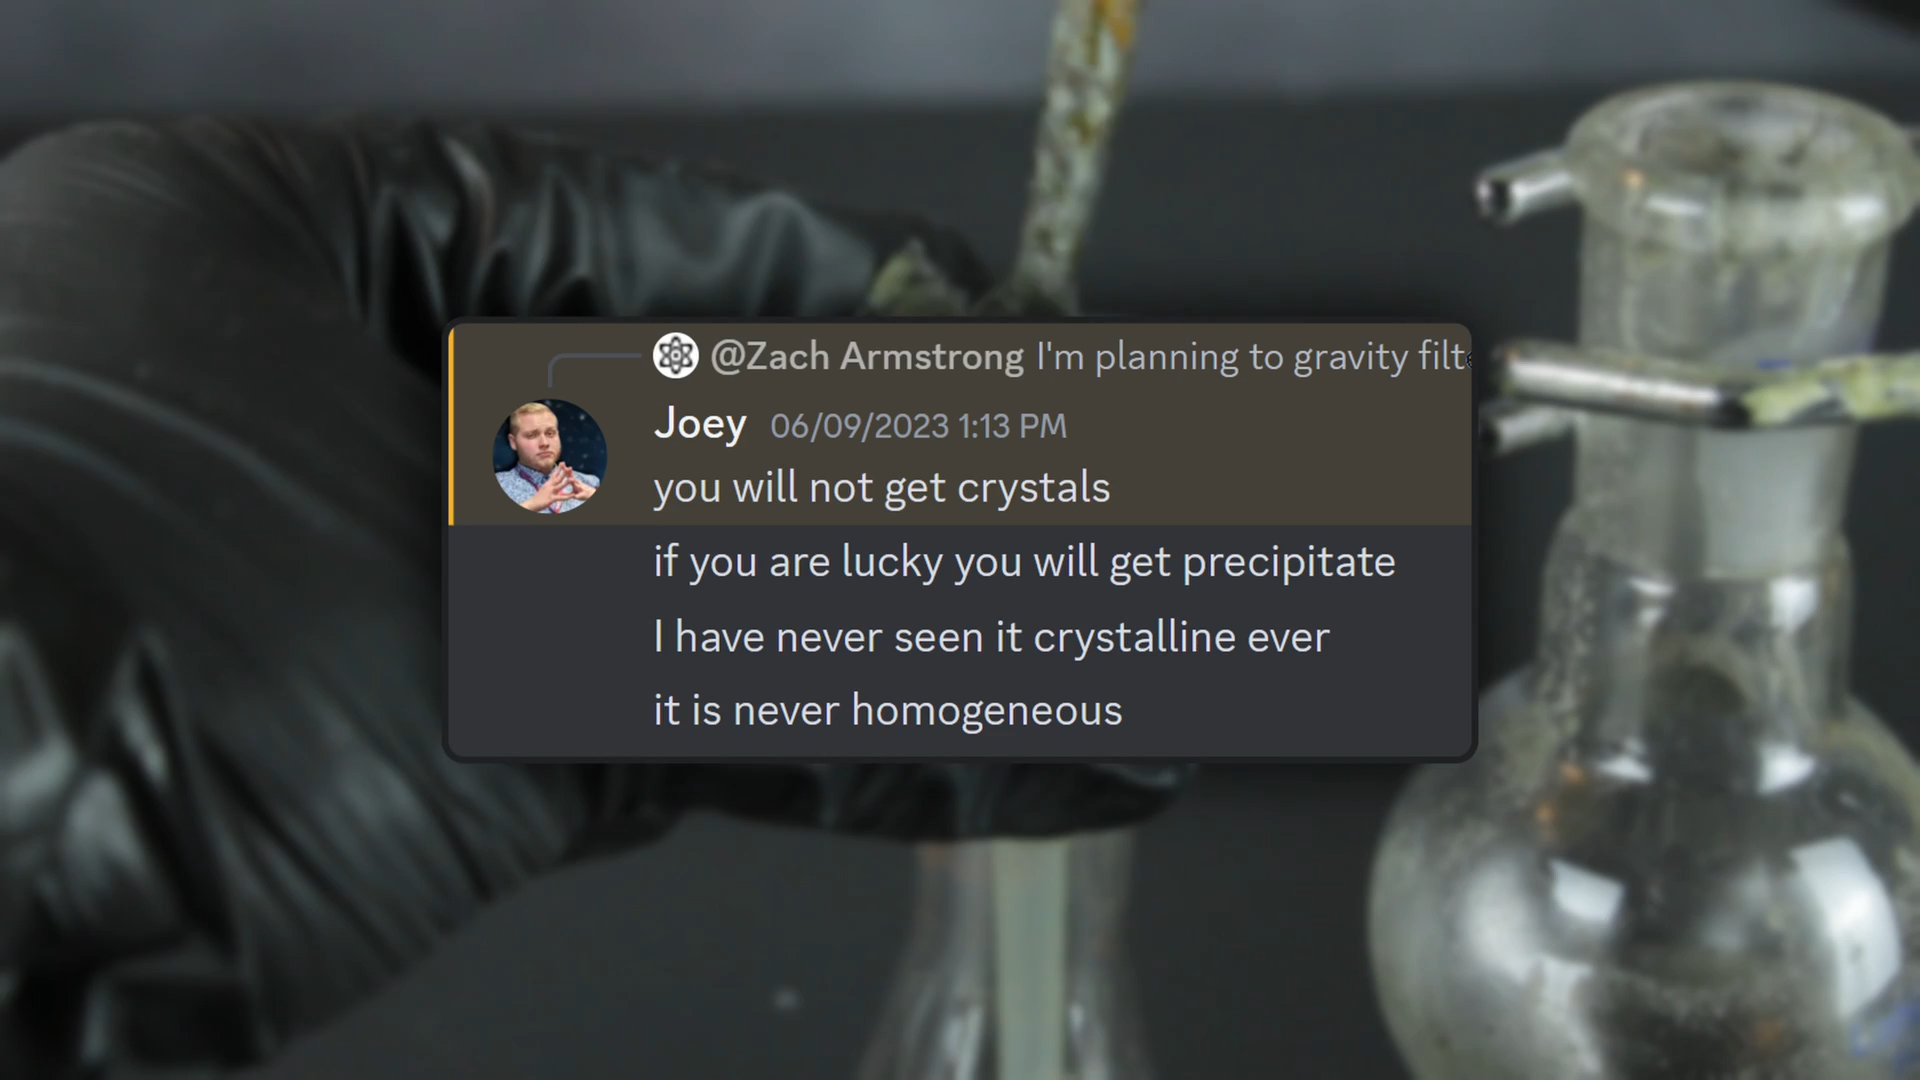 @Zach Armstrong I'm planning to gravity
Joey 06/09/2023 1:13 PM
you will not get crystals
if you are lucky you will get precipitate
I have never seen it crystalline ever
it is never homogeneous